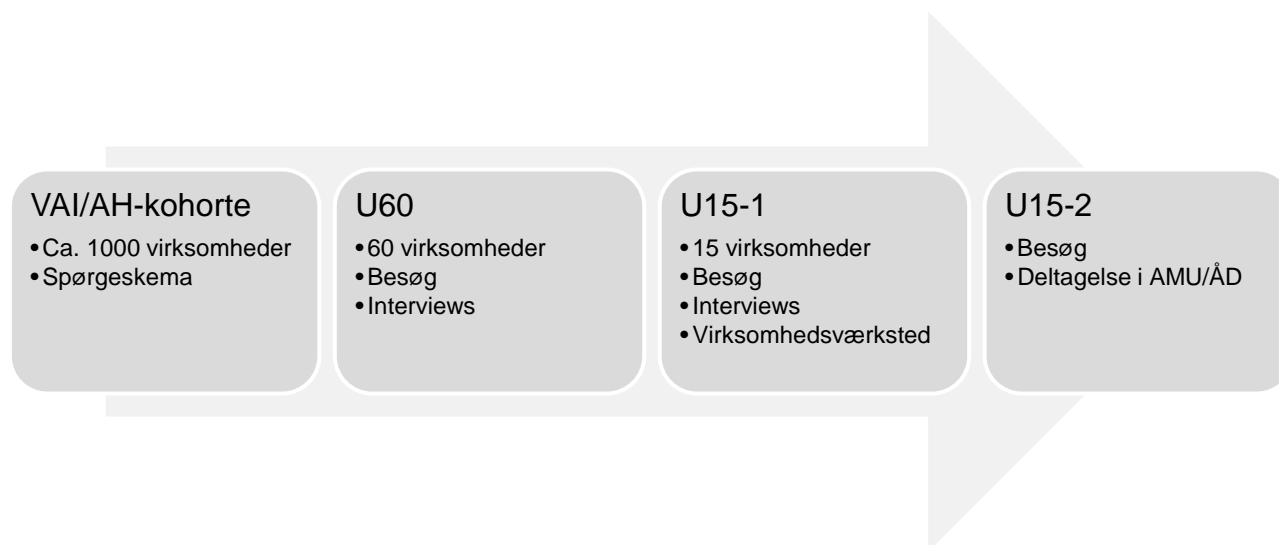 VAI/AH-kohorte
•Ca. 1000 virksomheder
•Spørgeskema
U60
•60 virksomheder
•Besøg
•Interviews
U15-1
•15 virksomheder
•Besøg
•Interviews
•Virksomhedsværksted
U15-2
•Besøg
•Deltagelse i AMU/ÅD